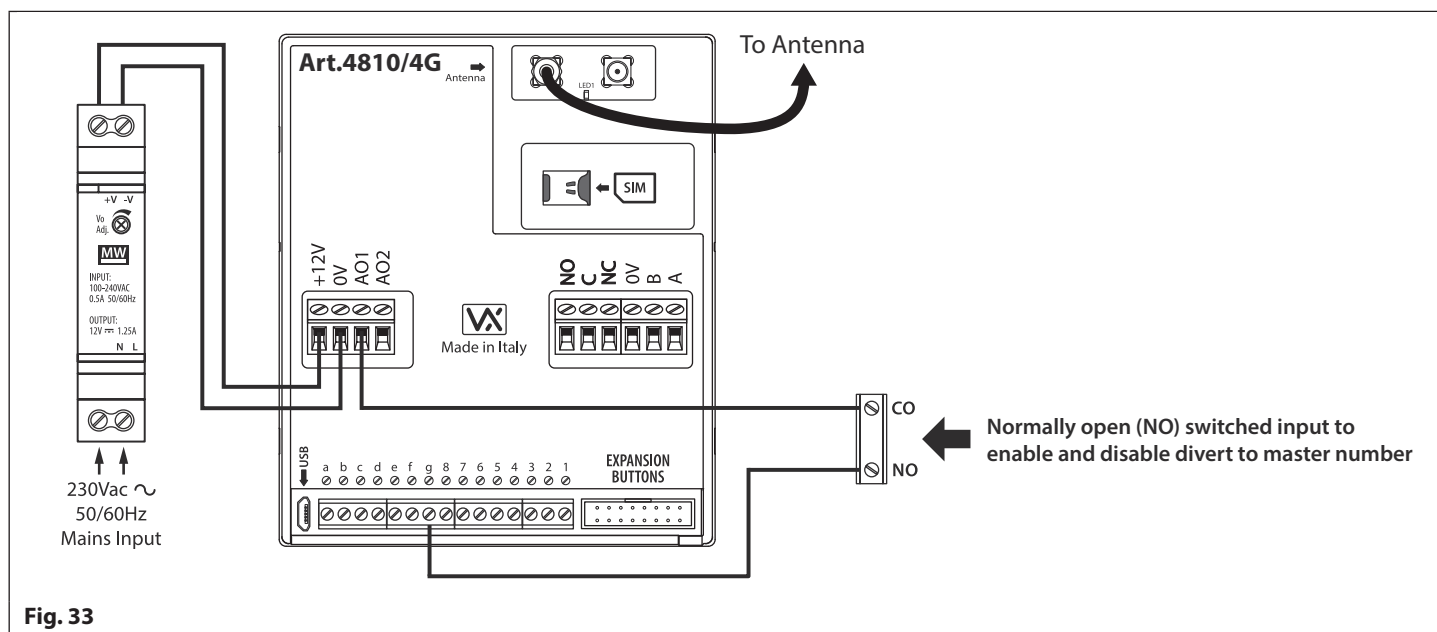 Art.4810/4G
Antenna
LED1
To Antenna
SIM
+V -V
Vo
Adj.
MW
INPUT:
100-240VAC
0.5A 50/60Hz
OUTPUT:
12V ⎓ 1.25A
N L
+12V
0V
AO1
AO2
VX
Made in Italy
NO
C
NC
0V
B
A
CO
NO
Normally open (NO) switched input to
enable and disable divert to master number
USB
a b c d e f g 8 7 6 5 4 3 2 1
EXPANSION
BUTTONS
230Vac ~
50/60Hz
Mains Input
Fig. 33